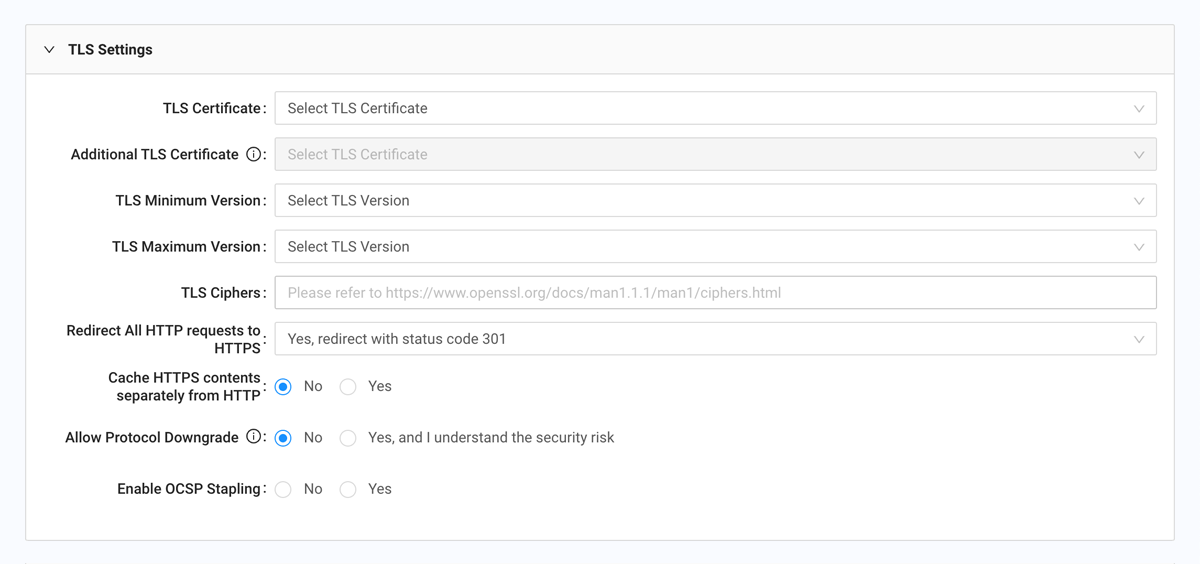 TLS Settings
TLS Certificate: Select TLS Certificate
Additional TLS Certificate ⓘ: Select TLS Certificate
TLS Minimum Version: Select TLS Version
TLS Maximum Version: Select TLS Version
TLS Ciphers: Please refer to https://www.openssl.org/docs/man1.1.1/man1/ciphers.html
Redirect All HTTP requests to
HTTPS: Yes, redirect with status code 301
Cache HTTPS contents
separately from HTTP: No Yes
Allow Protocol Downgrade ⓘ: No Yes, and I understand the security risk
Enable OCSP Stapling: No Yes